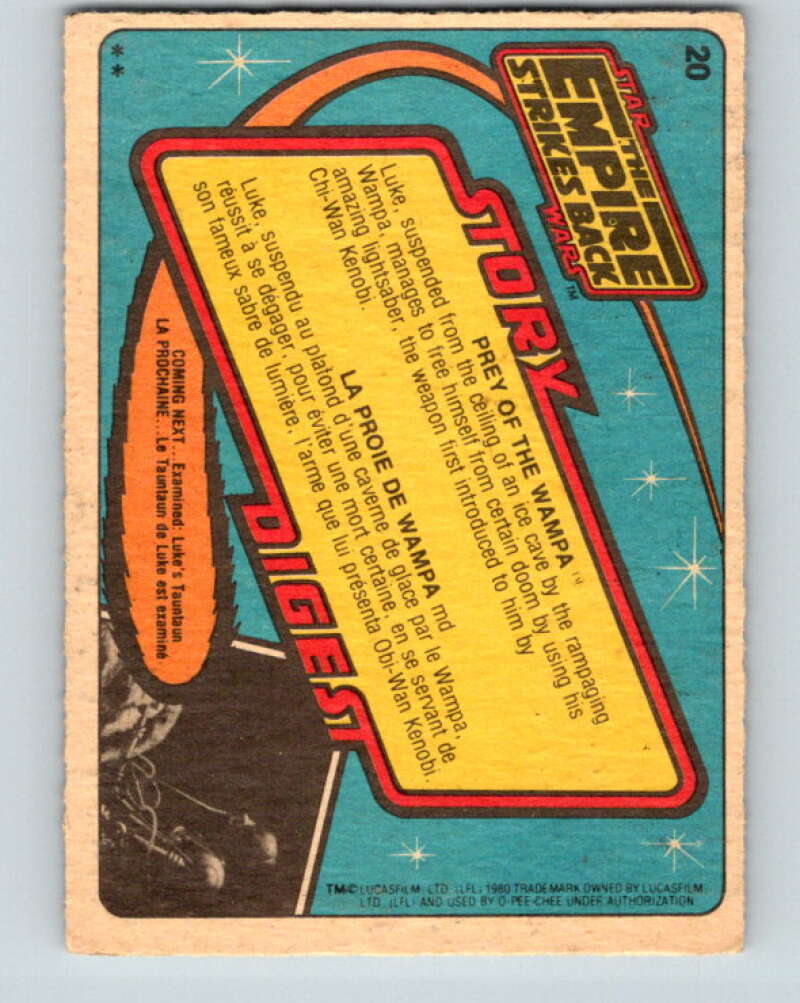 20
STAR
THE
EMPIRE
STRIKES BACK
WARS™
STORY
PREY OF THE WAMPA
Luke, suspended from the ceiling of an ice cave by the rampaging
Wampa, manages to free himself from certain doom by using his
amazing lightsaber, the weapon first introduced to him by
Chi-Wan Kenobi.
LA PROIE DE WAMPA md
Luke, suspendu au plafond d'une caverne de glace par le Wampa,
réussit à se dégager, pour éviter une mort certaine, en se servant de
son fameux sabre de lumière, l'arme que lui présenta Obi-Wan Kenobi.
DIGEST
COMING NEXT...Examined: Luke's Tauntaun
LA PROCHAINE...Le Tauntaun de Luke est examiné
TM/© LUCASFILM, LTD. (LFL) 1980 TRADEMARK OWNED BY LUCASFILM,
LTD. (LFL) AND USED BY O-PEE-CHEE UNDER AUTHORIZATION
**